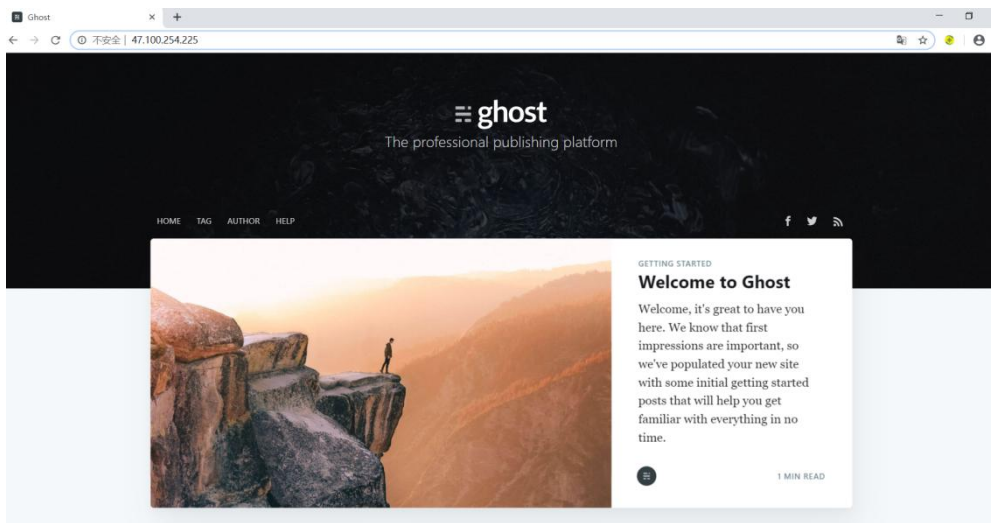 Ghost
不安全 | 47.100.254.225
ghost
The professional publishing platform
HOME TAG AUTHOR HELP
GETTING STARTED
Welcome to Ghost
Welcome, it's great to have you
here. We know that first
impressions are important, so
we've populated your new site
with some initial getting started
posts that will help you get
familiar with everything in no
time.
1 MIN READ